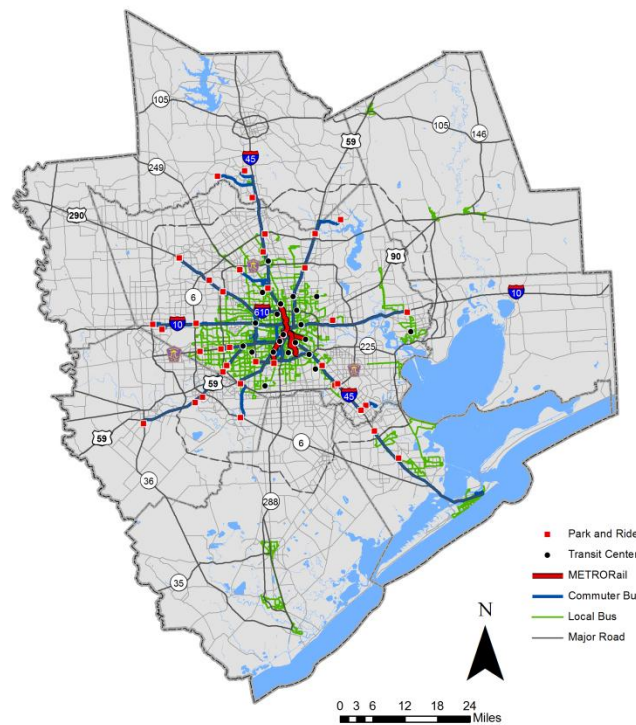 105
105
146
59
45
249
290
90
6
10
610
10
225
59
45
59
6
36
288
35
Park and Ride
Transit Center
METRORail
Commuter Bu
Local Bus
Major Road
N
0 3 6 12 18 24
Miles